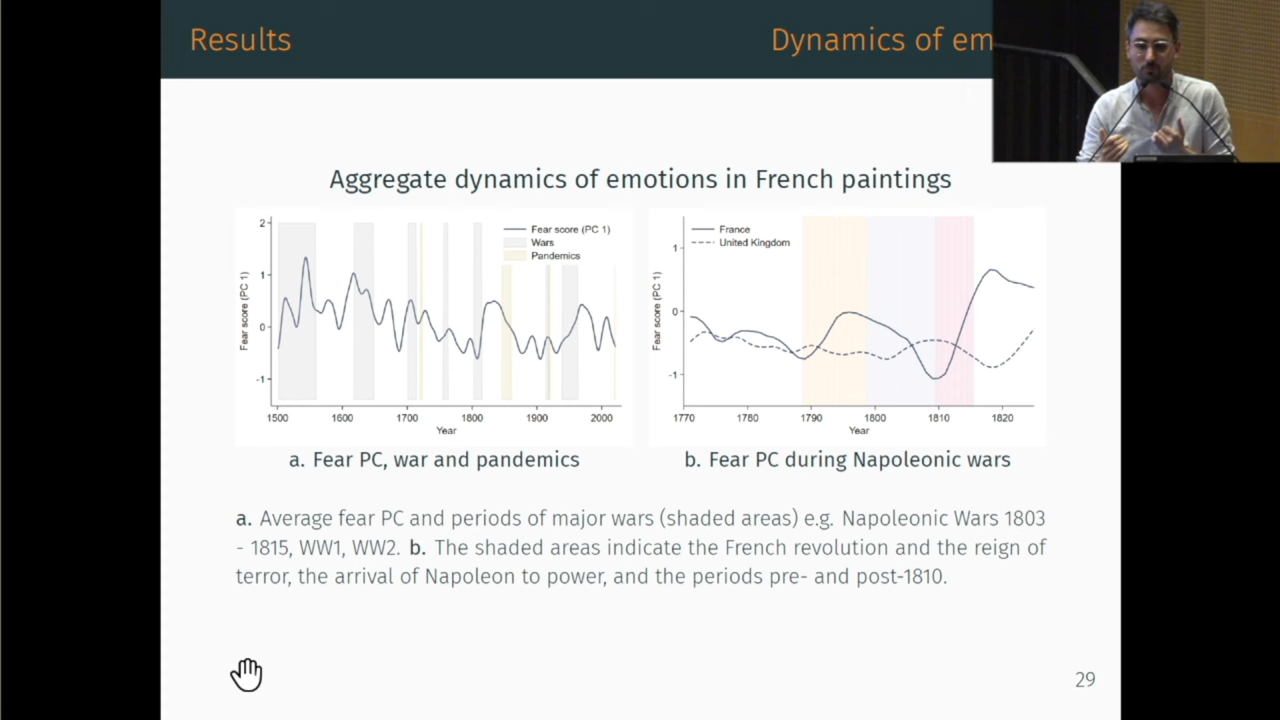 Results
Dynamics of em
Aggregate dynamics of emotions in French paintings
2
1
0
-1
Fear score (PC 1)
Fear score (PC 1)
Wars
Pandemics
1500
1600
1700
1800
1900
2000
Year
1
0
-1
Fear score (PC 1)
France
United Kingdom
1770
1780
1790
1800
1810
1820
Year
a. Fear PC, war and pandemics
b. Fear PC during Napoleonic wars
a. Average fear PC and periods of major wars (shaded areas) e.g. Napoleonic Wars 1803
- 1815, WW1, WW2. b. The shaded areas indicate the French revolution and the reign of
terror, the arrival of Napoleon to power, and the periods pre- and post-1810.
29